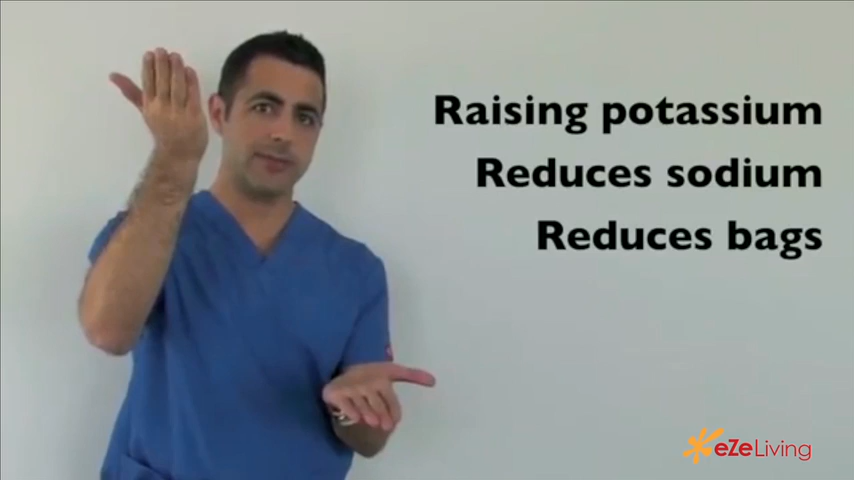 Raising potassium
Reduces sodium
Reduces bags
eZeLiving